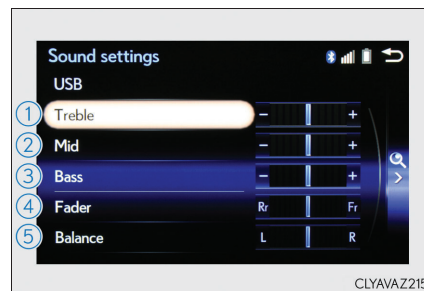 Sound settings
USB
1 Treble - +
2 Mid - +
3 Bass - +
4 Fader Rr Fr
5 Balance L R
CLYAVAZ215